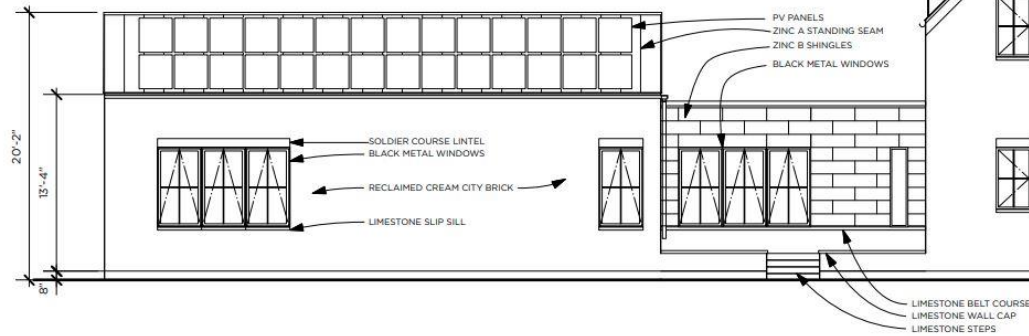 PV PANELS
ZINC A STANDING SEAM
ZINC B SHINGLES
BLACK METAL WINDOWS
20'-2"
13'-4"
8"
SOLDIER COURSE LINTEL
BLACK METAL WINDOWS
RECLAIMED CREAM CITY BRICK
LIMESTONE SLIP SILL
LIMESTONE BELT COURSE
LIMESTONE WALL CAP
LIMESTONE STEPS